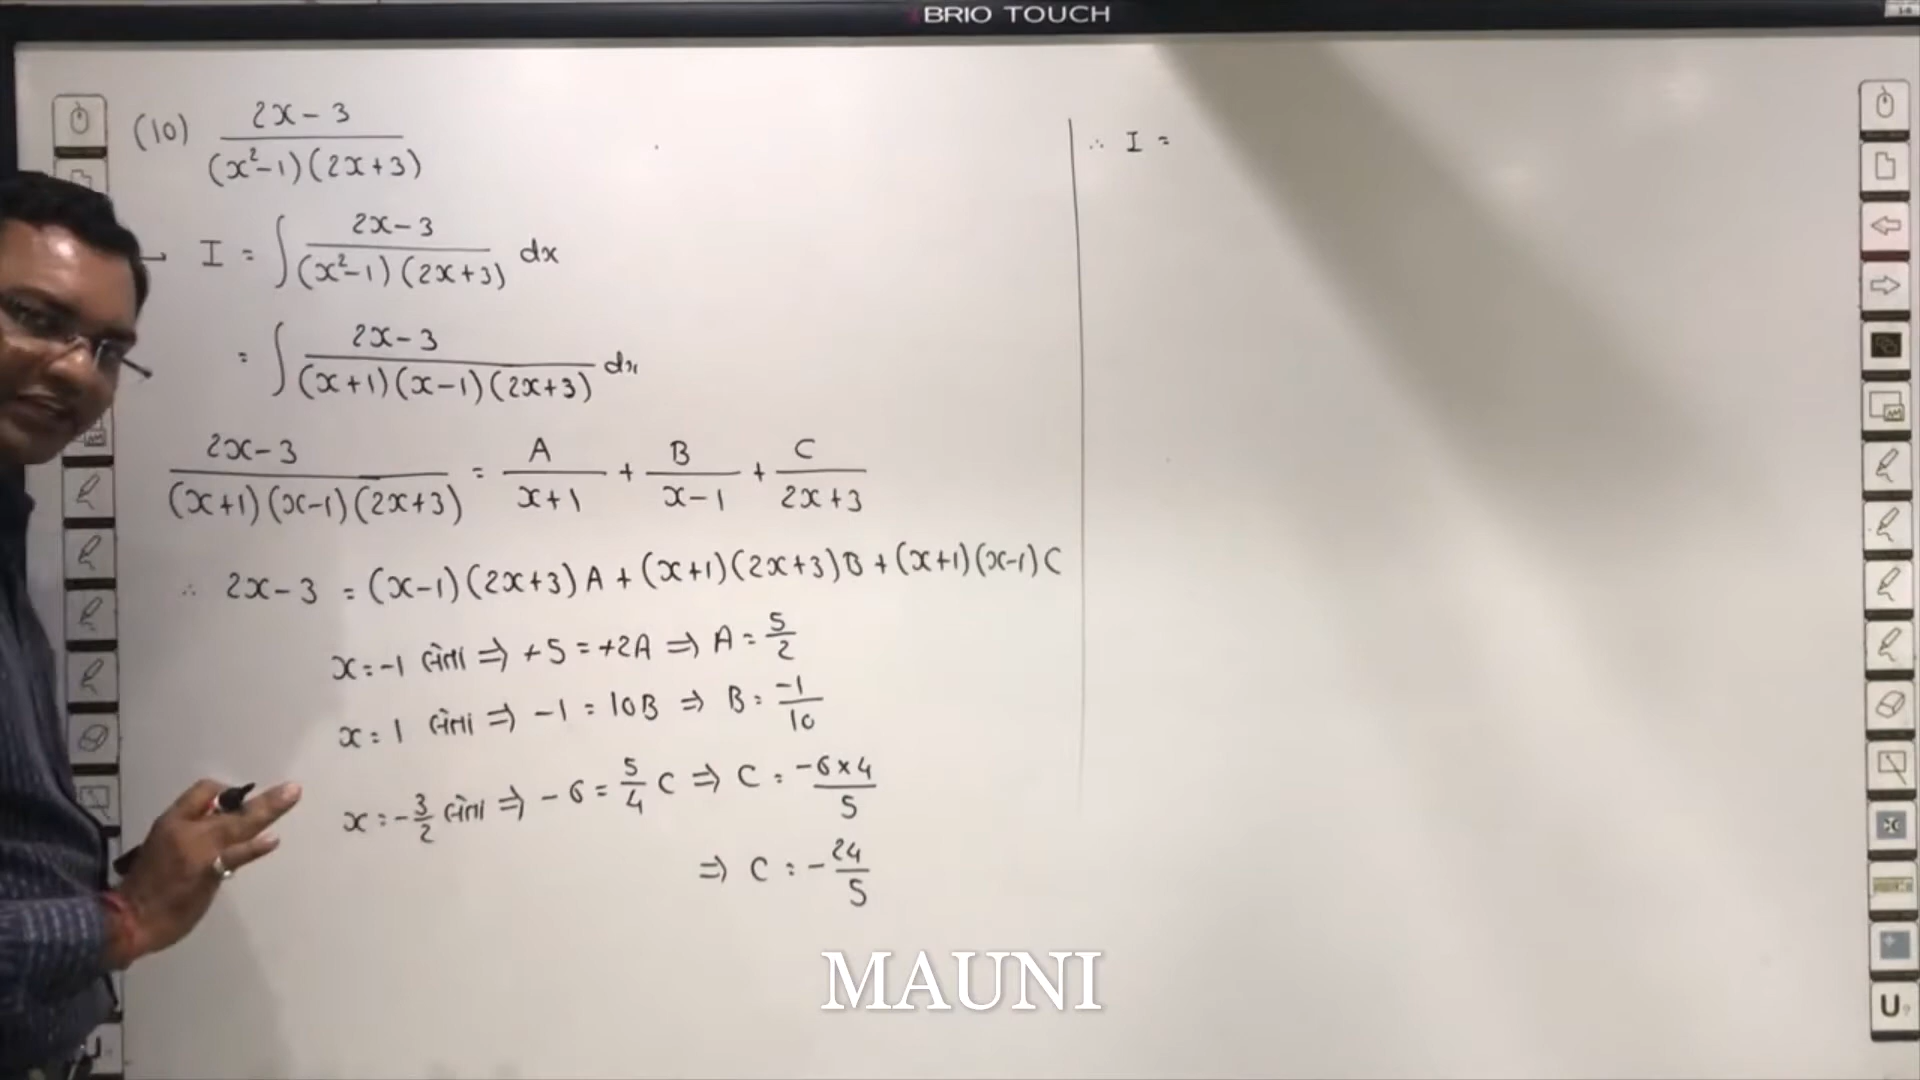 BRIO TOUCH
(10) (2x-3)/((x²-1)(2x+3))
→ I = ∫ (2x-3)/((x²-1)(2x+3)) dx
= ∫ (2x-3)/((x+1)(x-1)(2x+3)) dx
(2x-3)/((x+1)(x-1)(2x+3)) = A/(x+1) + B/(x-1) + C/(2x+3)
∴ 2x-3 = (x-1)(2x+3)A + (x+1)(2x+3)B + (x+1)(x-1)C
x=-1 લેતા ⇒ +5 = +2A ⇒ A = 5/2
x=1 લેતા ⇒ -1 = 10B ⇒ B = -1/10
x=-3/2 લેતા ⇒ -6 = 5/4 C ⇒ C = (-6×4)/5
⇒ C = -24/5
∴ I =
MAUNI
U